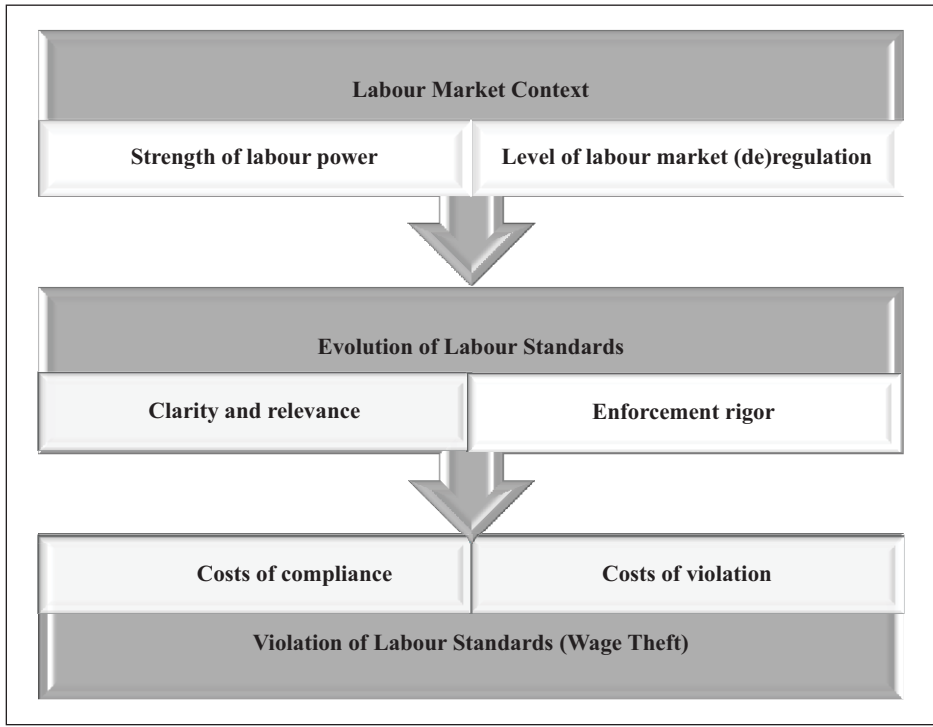 Labour Market Context
Strength of labour power
Level of labour market (de)regulation
Evolution of Labour Standards
Clarity and relevance
Enforcement rigor
Costs of compliance
Costs of violation
Violation of Labour Standards (Wage Theft)